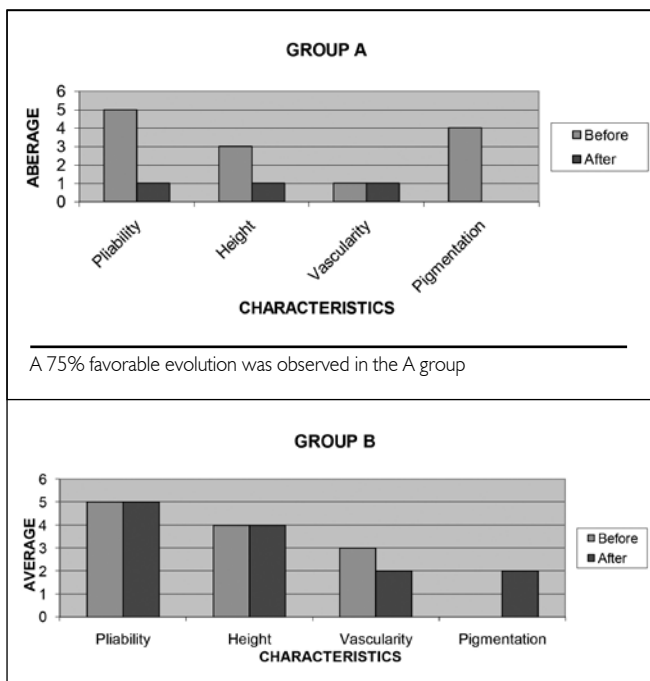 GROUP A
ABERAGE
6
5
4
3
2
1
0
Pliability
Height
Vascularity
Pigmentation
CHARACTERISTICS
Before
After
A 75% favorable evolution was observed in the A group
GROUP B
AVERAGE
6
5
4
3
2
1
0
Pliability
Height
Vascularity
Pigmentation
CHARACTERISTICS
Before
After